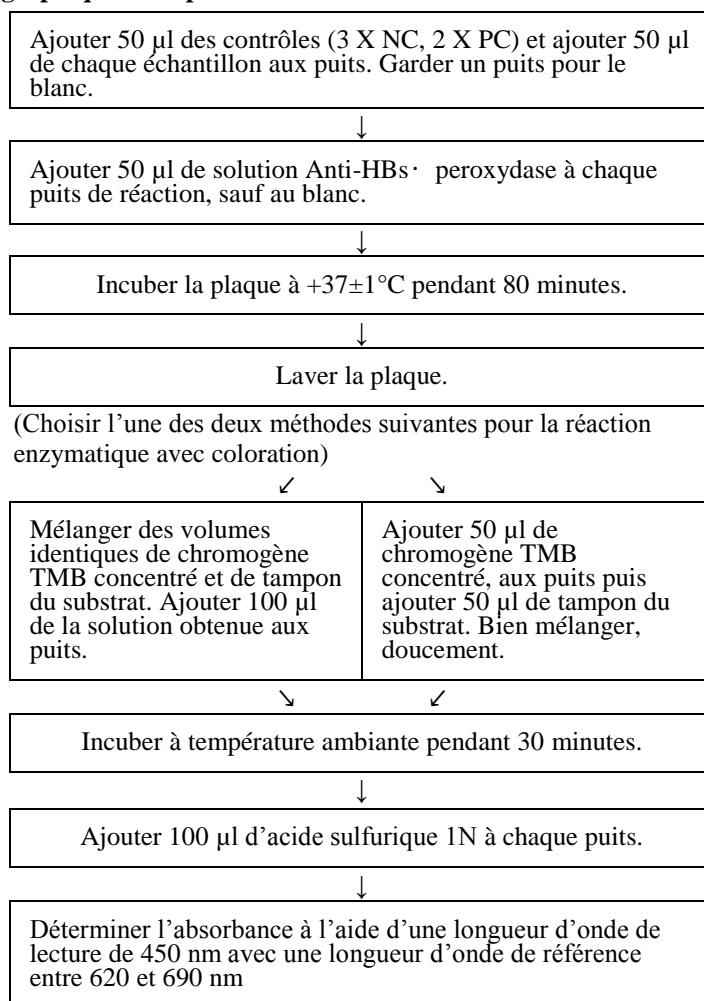 Ajouter 50 µl des contrôles (3 X NC, 2 X PC) et ajouter 50 µl
de chaque échantillon aux puits. Garder un puits pour le
blanc.
↓
Ajouter 50 µl de solution Anti-HBs· peroxydase à chaque
puits de réaction, sauf au blanc.
↓
Incuber la plaque à +37±1°C pendant 80 minutes.
↓
Laver la plaque.
(Choisir l’une des deux méthodes suivantes pour la réaction
enzymatique avec coloration)
↙ ↘
Mélanger des volumes
identiques de chromogène
TMB concentré et de tampon
du substrat. Ajouter 100 µl
de la solution obtenue aux
puits.
Ajouter 50 µl de
chromogène TMB
concentré, aux puits puis
ajouter 50 µl de tampon du
substrat. Bien mélanger,
doucement.
↘ ↙
Incuber à température ambiante pendant 30 minutes.
↓
Ajouter 100 µl d’acide sulfurique 1N à chaque puits.
↓
Déterminer l’absorbance à l’aide d’une longueur d’onde de
lecture de 450 nm avec une longueur d’onde de référence
entre 620 et 690 nm